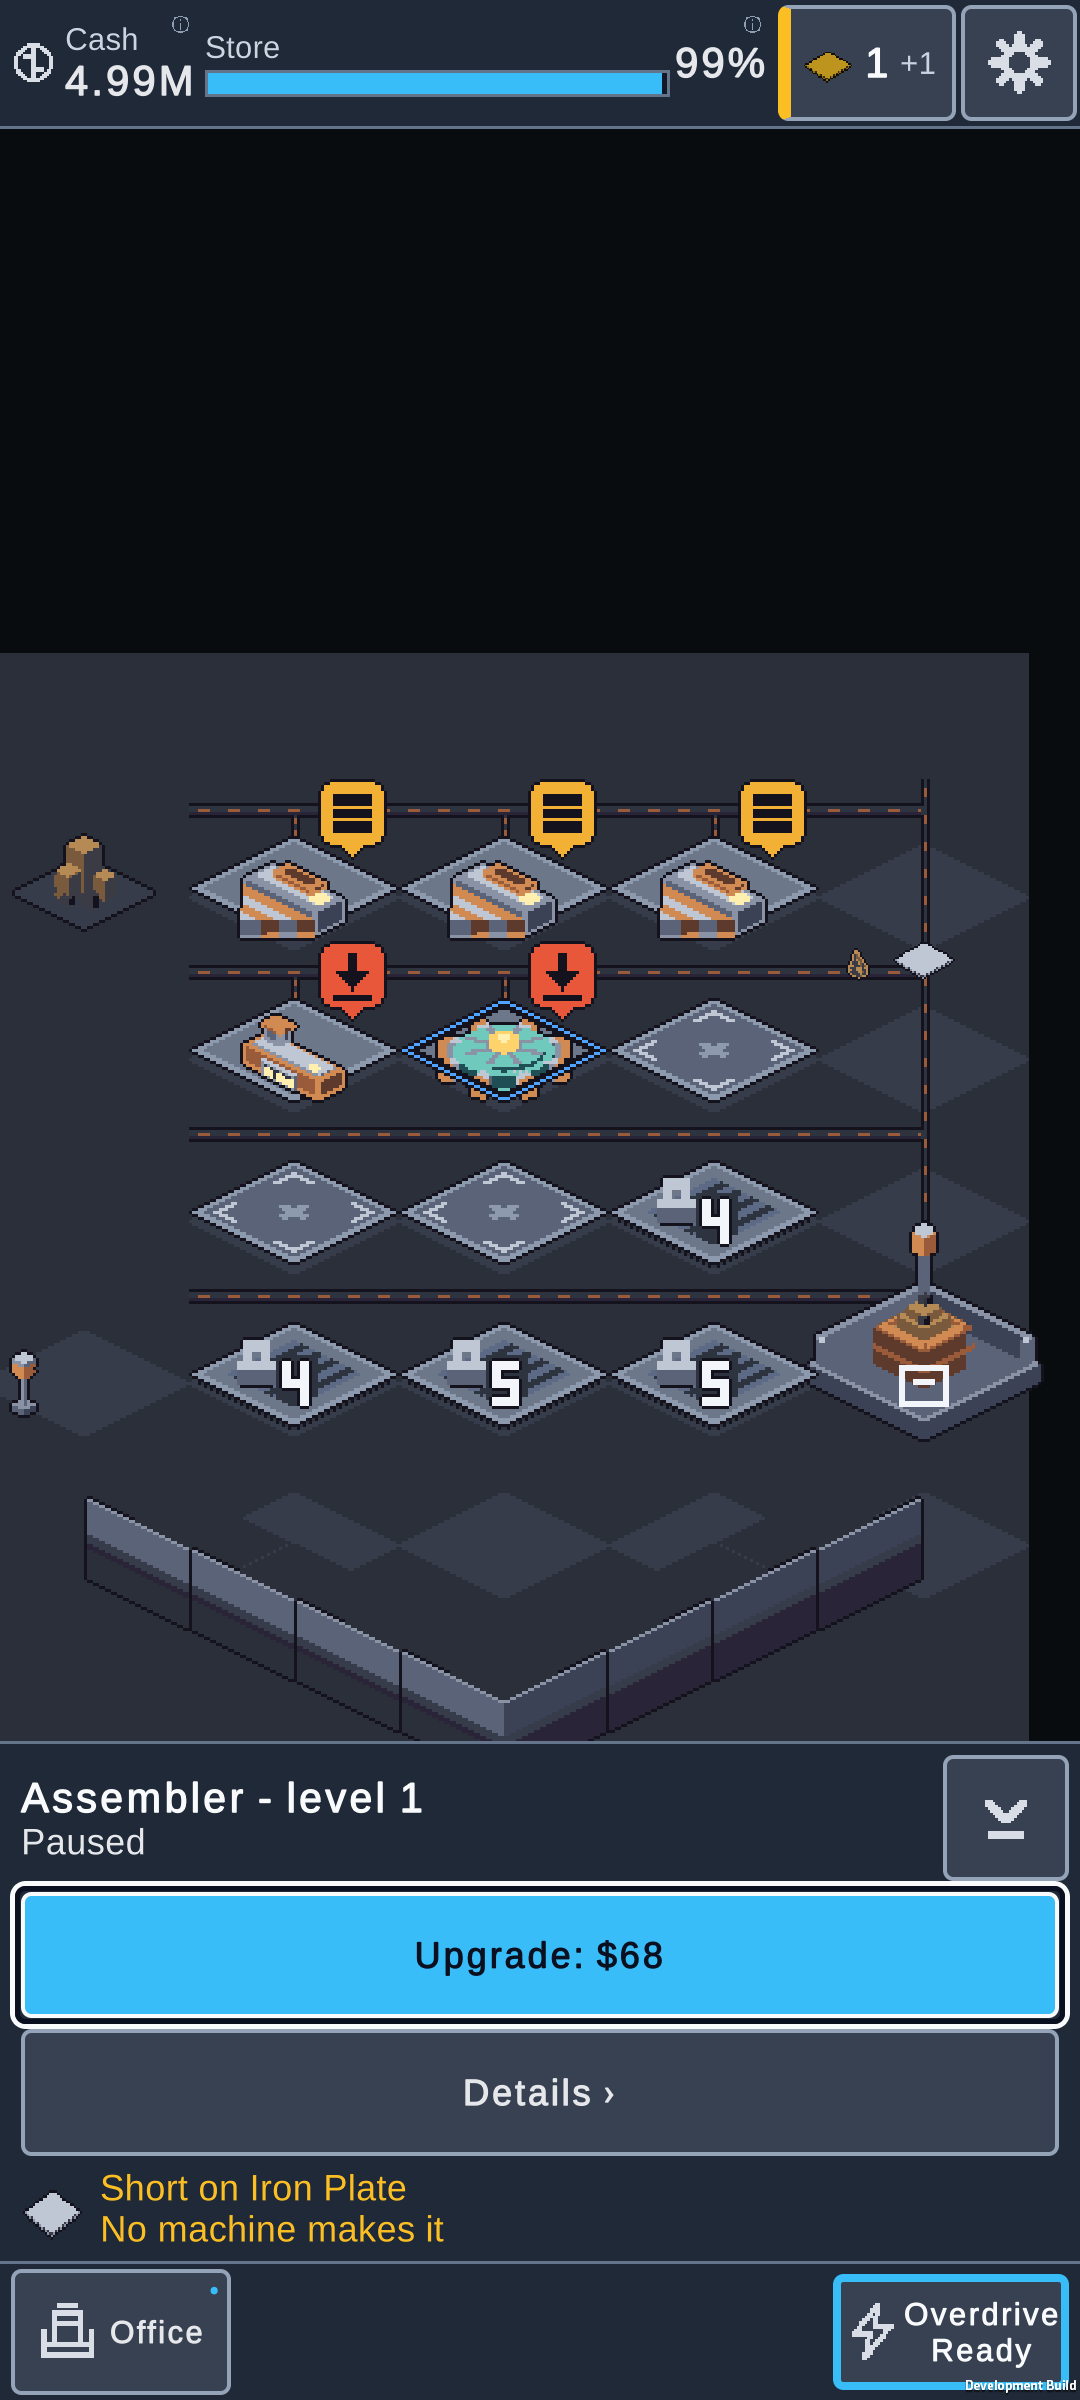 Cash
4.99M
Store
99%
1 +1
4
4
5
5
Assembler - level 1
Paused
Upgrade: $68
Details ›
Short on Iron Plate
No machine makes it
Office
Overdrive
Ready
Development Build